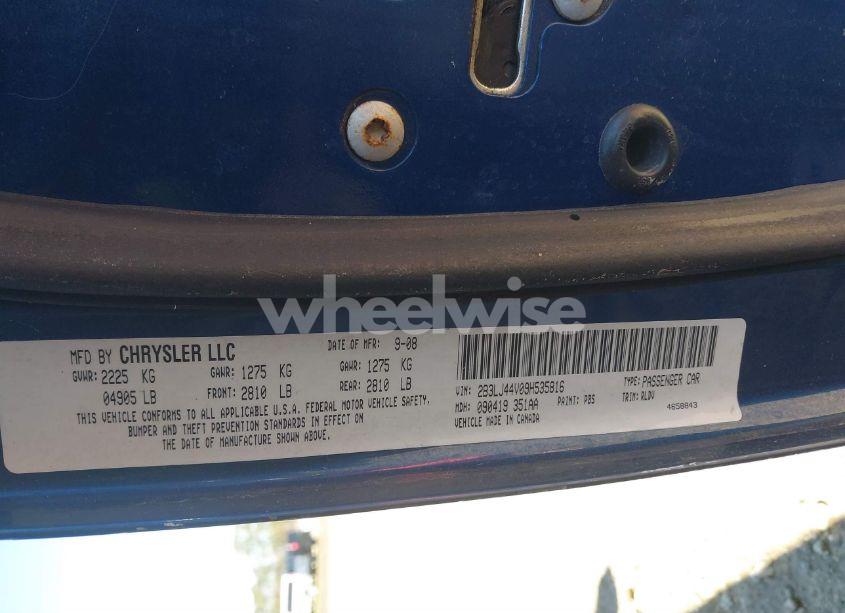 wheelwise
MFD BY CHRYSLER LLC DATE OF MFR: 9-08
GVWR: 2225 KG GAWR: 1275 KG GAWR: 1275 KG
04905 LB FRONT: 2810 LB REAR: 2810 LB
THIS VEHICLE CONFORMS TO ALL APPLICABLE U.S.A. FEDERAL MOTOR VEHICLE SAFETY,
BUMPER AND THEFT PREVENTION STANDARDS IN EFFECT ON
THE DATE OF MANUFACTURE SHOWN ABOVE.
VIN: 2B3LJ44V09H535816 TYPE: PASSENGER CAR
MDH: 090419 351AA PAINT: PBS TRIM: RLDV
VEHICLE MADE IN CANADA 4658843